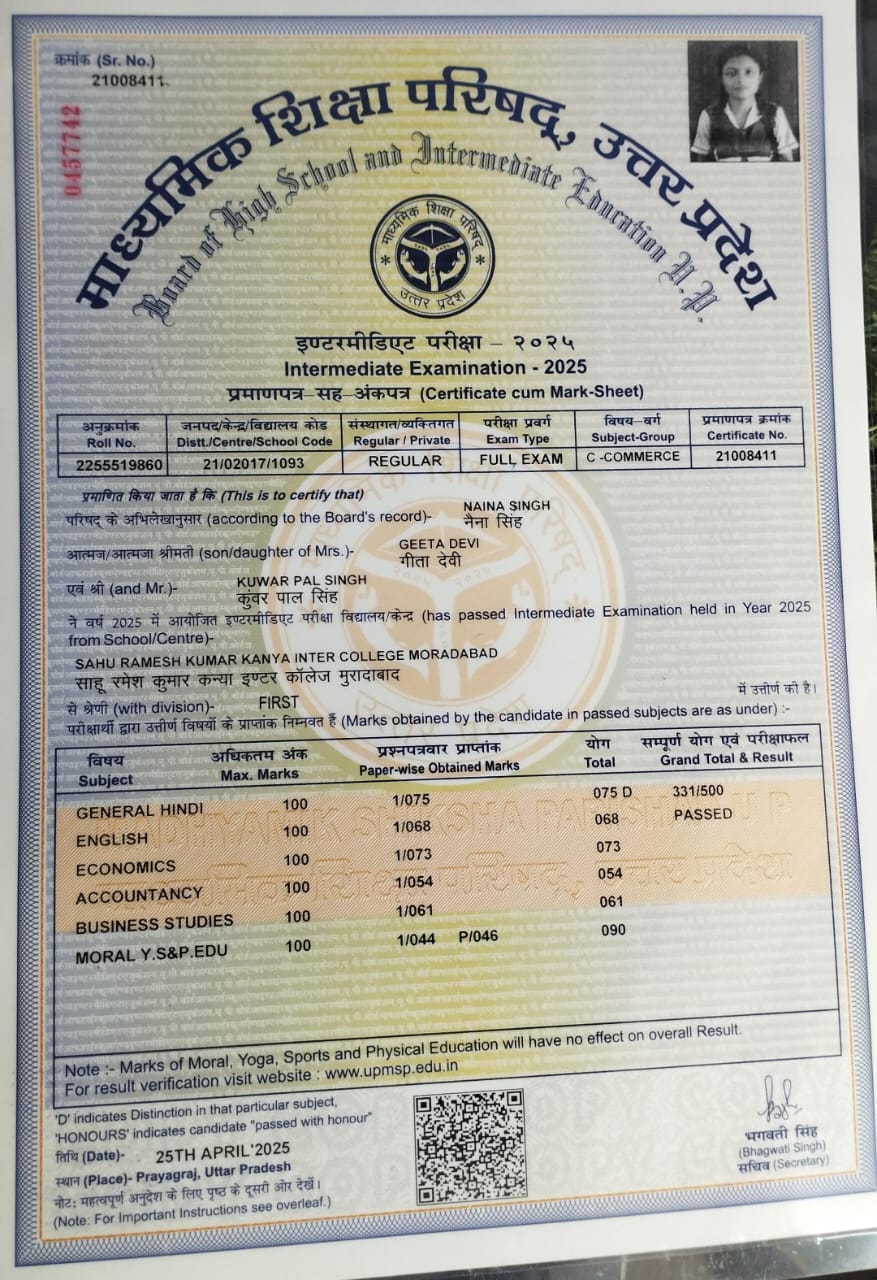 क्रमांक (Sr. No.)
21008411.
0457742
माध्यमिक शिक्षा परिषद्, उत्तर प्रदेश
Board of High School and Intermediate Education U.P.
माध्यमिक शिक्षा परिषद्
उत्तर प्रदेश
इण्टरमीडिएट परीक्षा – २०२५
Intermediate Examination - 2025
प्रमाणपत्र–सह–अंकपत्र (Certificate cum Mark-Sheet)
अनुक्रमांक जनपद/केन्द्र/विद्यालय कोड संस्थागत/व्यक्तिगत परीक्षा प्रवर्ग विषय–वर्ग प्रमाणपत्र क्रमांक
Roll No. Distt./Centre/School Code Regular / Private Exam Type Subject-Group Certificate No.
2255519860 21/02017/1093 REGULAR FULL EXAM C -COMMERCE 21008411
प्रमाणित किया जाता है कि (This is to certify that)
NAINA SINGH
परिषद् के अभिलेखानुसार (according to the Board's record)- नैना सिंह
GEETA DEVI
आत्मज/आत्मजा श्रीमती (son/daughter of Mrs.)- गीता देवी
KUWAR PAL SINGH
एवं श्री (and Mr.)- कुंवर पाल सिंह
ने वर्ष 2025 में आयोजित इण्टरमीडिएट परीक्षा विद्यालय/केन्द्र (has passed Intermediate Examination held in Year 2025
from School/Centre)-
SAHU RAMESH KUMAR KANYA INTER COLLEGE MORADABAD
साहू रमेश कुमार कन्या इण्टर कॉलेज मुरादाबाद
से श्रेणी (with division)- FIRST में उत्तीर्ण की है।
परीक्षार्थी द्वारा उत्तीर्ण विषयों के प्राप्तांक निम्नवत हैं (Marks obtained by the candidate in passed subjects are as under) :-
विषय अधिकतम अंक प्रश्नपत्रवार प्राप्तांक योग सम्पूर्ण योग एवं परीक्षाफल
Subject Max. Marks Paper-wise Obtained Marks Total Grand Total & Result
GENERAL HINDI 100 1/075 075 D 331/500
ENGLISH 100 1/068 068 PASSED
ECONOMICS 100 1/073 073
ACCOUNTANCY 100 1/054 054
BUSINESS STUDIES 100 1/061 061
MORAL Y.S&P.EDU 100 1/044 P/046 090
Note :- Marks of Moral, Yoga, Sports and Physical Education will have no effect on overall Result.
For result verification visit website : www.upmsp.edu.in
'D' indicates Distinction in that particular subject,
'HONOURS' indicates candidate "passed with honour"
तिथि (Date)- 25TH APRIL'2025
स्थान (Place)- Prayagraj, Uttar Pradesh
नोट: महत्वपूर्ण अनुदेश के लिए पृष्ठ के दूसरी ओर देखें।
(Note: For Important Instructions see overleaf.)
भगवती सिंह
(Bhagwati Singh)
सचिव (Secretary)